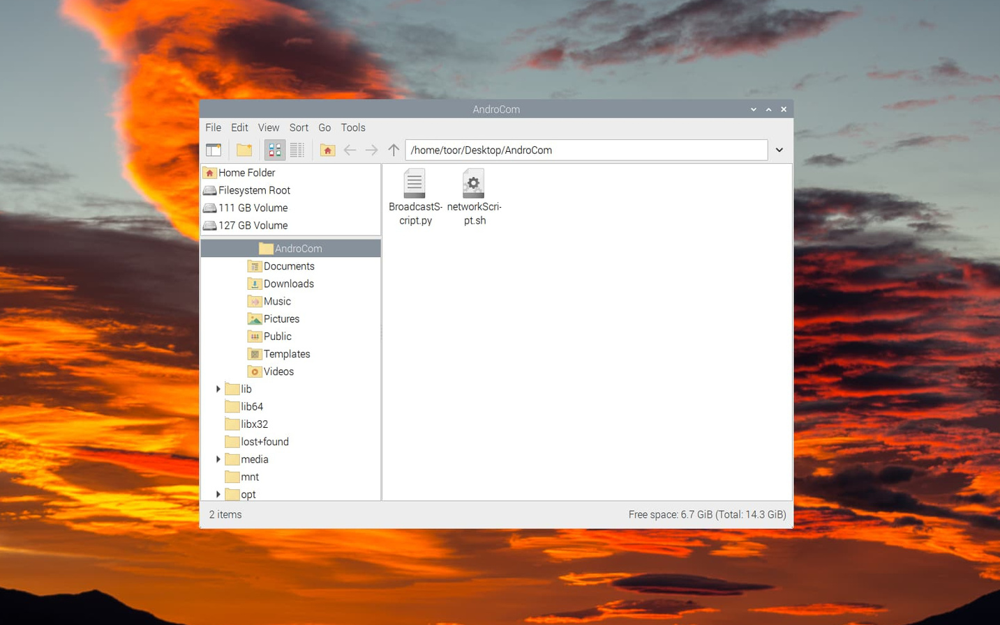 AndroCom
File Edit View Sort Go Tools
/home/toor/Desktop/AndroCom
Home Folder
Filesystem Root
111 GB Volume
127 GB Volume
AndroCom
Documents
Downloads
Music
Pictures
Public
Templates
Videos
lib
lib64
libx32
lost+found
media
mnt
opt
BroadcastS-
cript.py
networkScri-
pt.sh
2 items
Free space: 6.7 GiB (Total: 14.3 GiB)